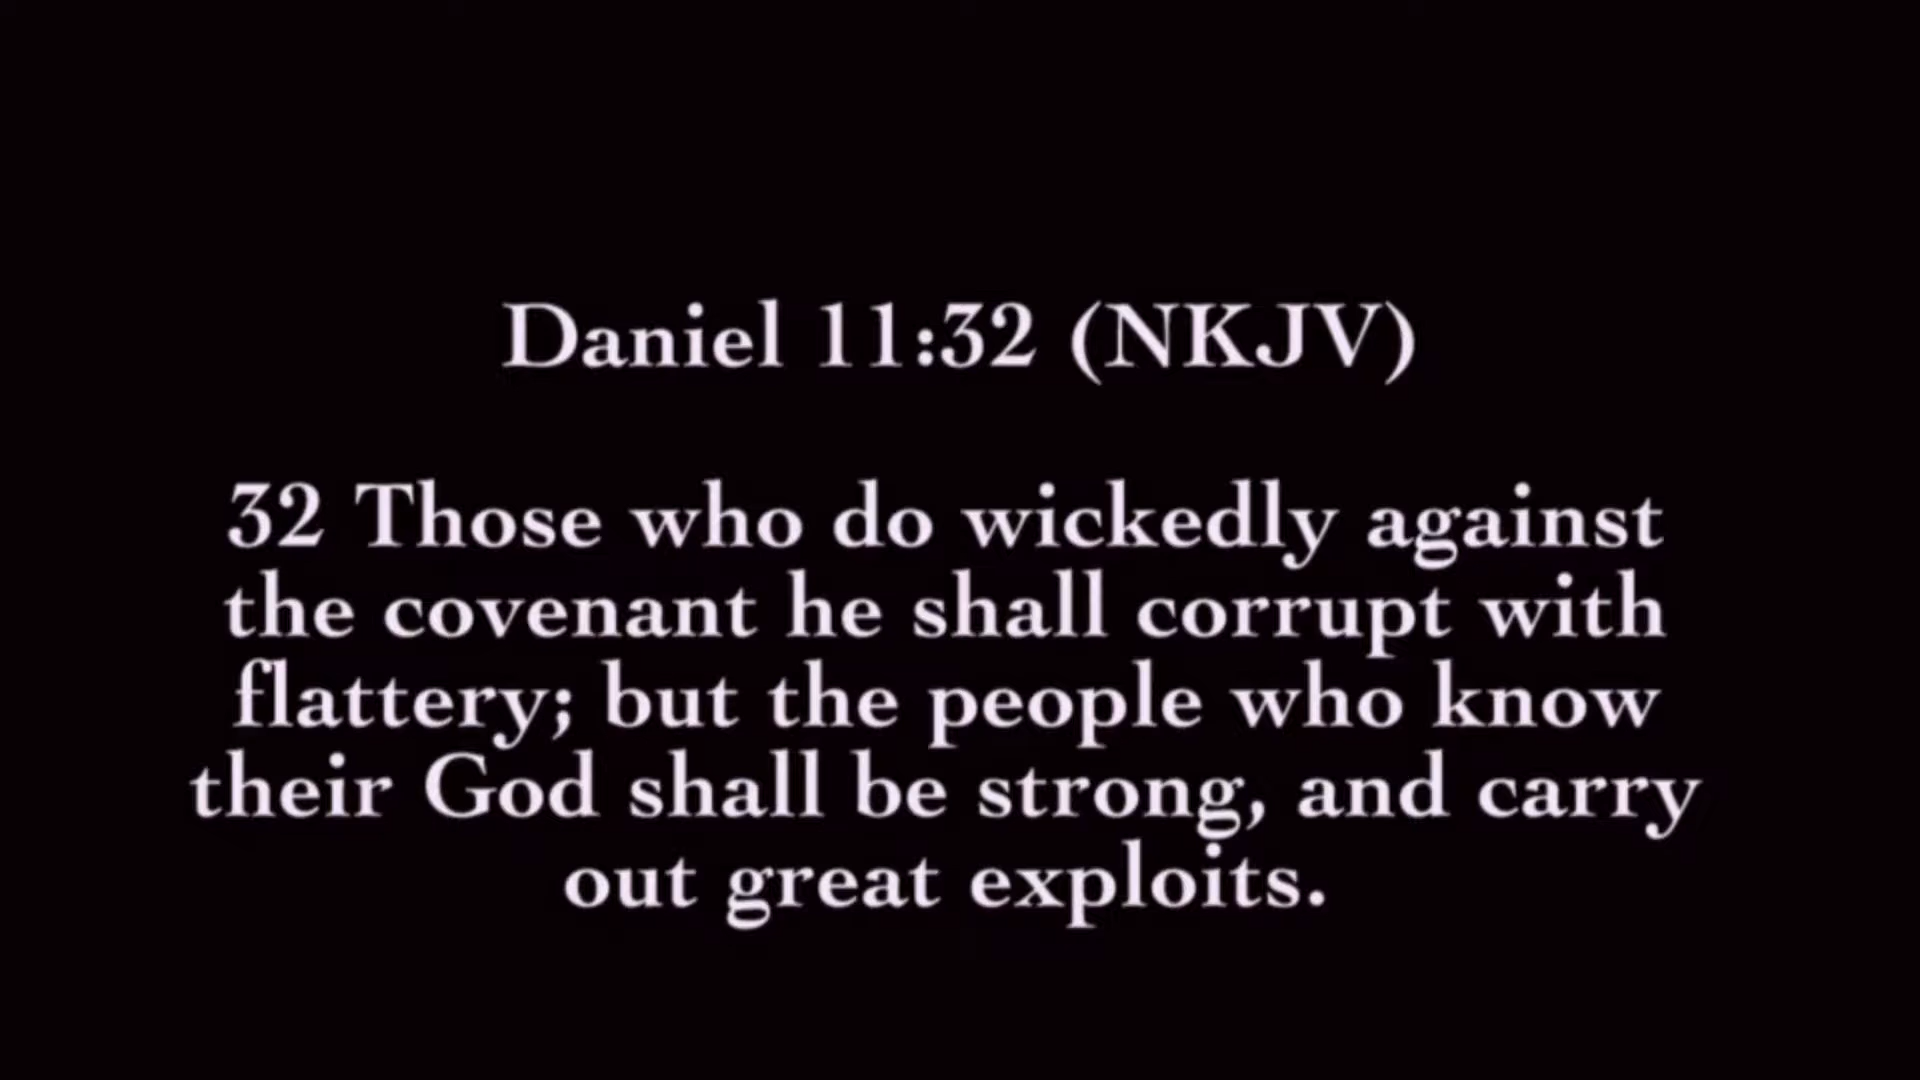 Daniel 11:32 (NKJV)
32 Those who do wickedly against
the covenant he shall corrupt with
flattery; but the people who know
their God shall be strong, and carry
out great exploits.